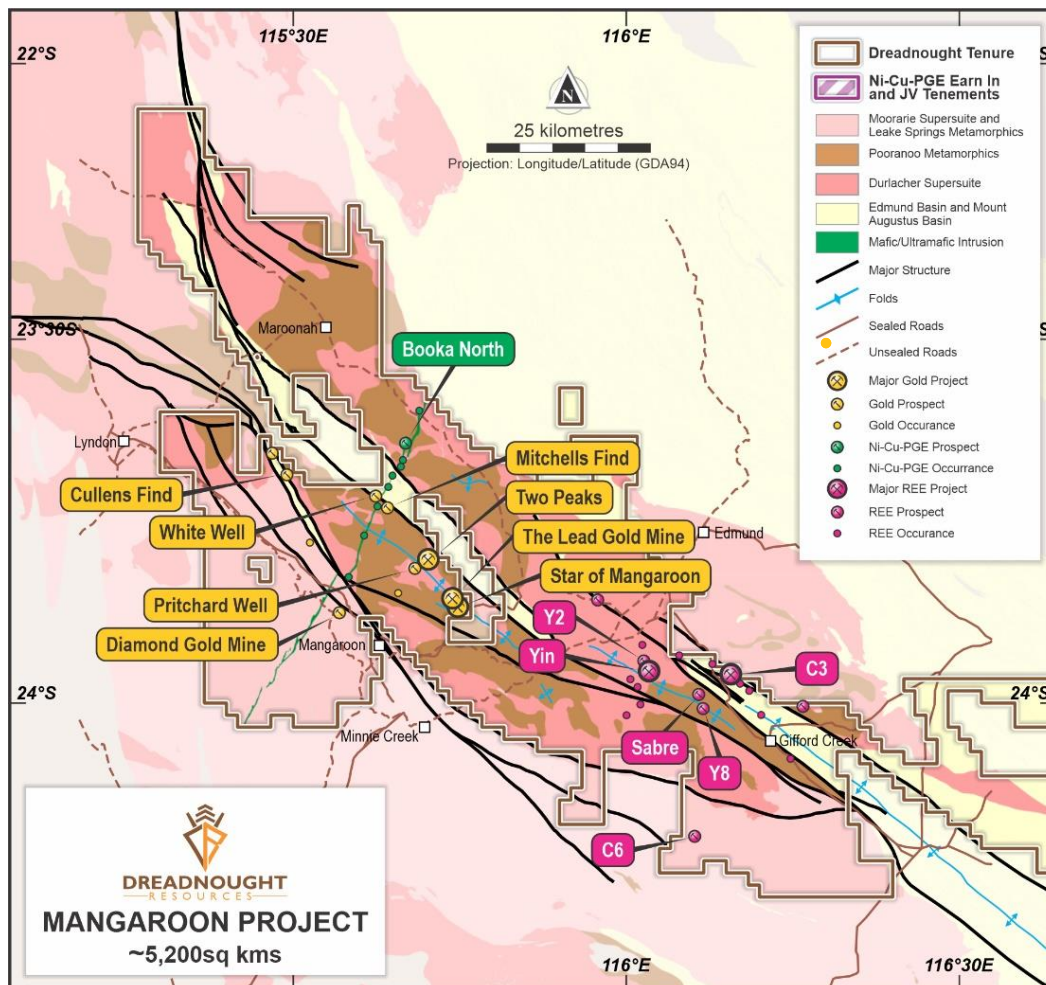 115°30'E
116°E
22°S
N
25 kilometres
Projection: Longitude/Latitude (GDA94)
Dreadnought Tenure
Ni-Cu-PGE Earn In
and JV Tenements
Moorarie Supersuite and
Leake Springs Metamorphics
Pooranoo Metamorphics
Durlacher Supersuite
Edmund Basin and Mount
Augustus Basin
Mafic/Ultramafic Intrusion
Major Structure
Folds
Sealed Roads
Unsealed Roads
Major Gold Project
Gold Prospect
Gold Occurance
Ni-Cu-PGE Prospect
Ni-Cu-PGE Occurrance
Major REE Project
REE Prospect
REE Occurance
23°30'S
Maroonah
Booka North
Lyndon
Cullens Find
Mitchells Find
White Well
Two Peaks
The Lead Gold Mine
Edmund
Pritchard Well
Star of Mangaroon
Diamond Gold Mine
Mangaroon
Y2
Yin
C3
24°S
24°S
Minnie Creek
Sabre
Y8
Gifford Creek
C6
DREADNOUGHT
RESOURCES
MANGAROON PROJECT
~5,200sq kms
116°E
116°30'E